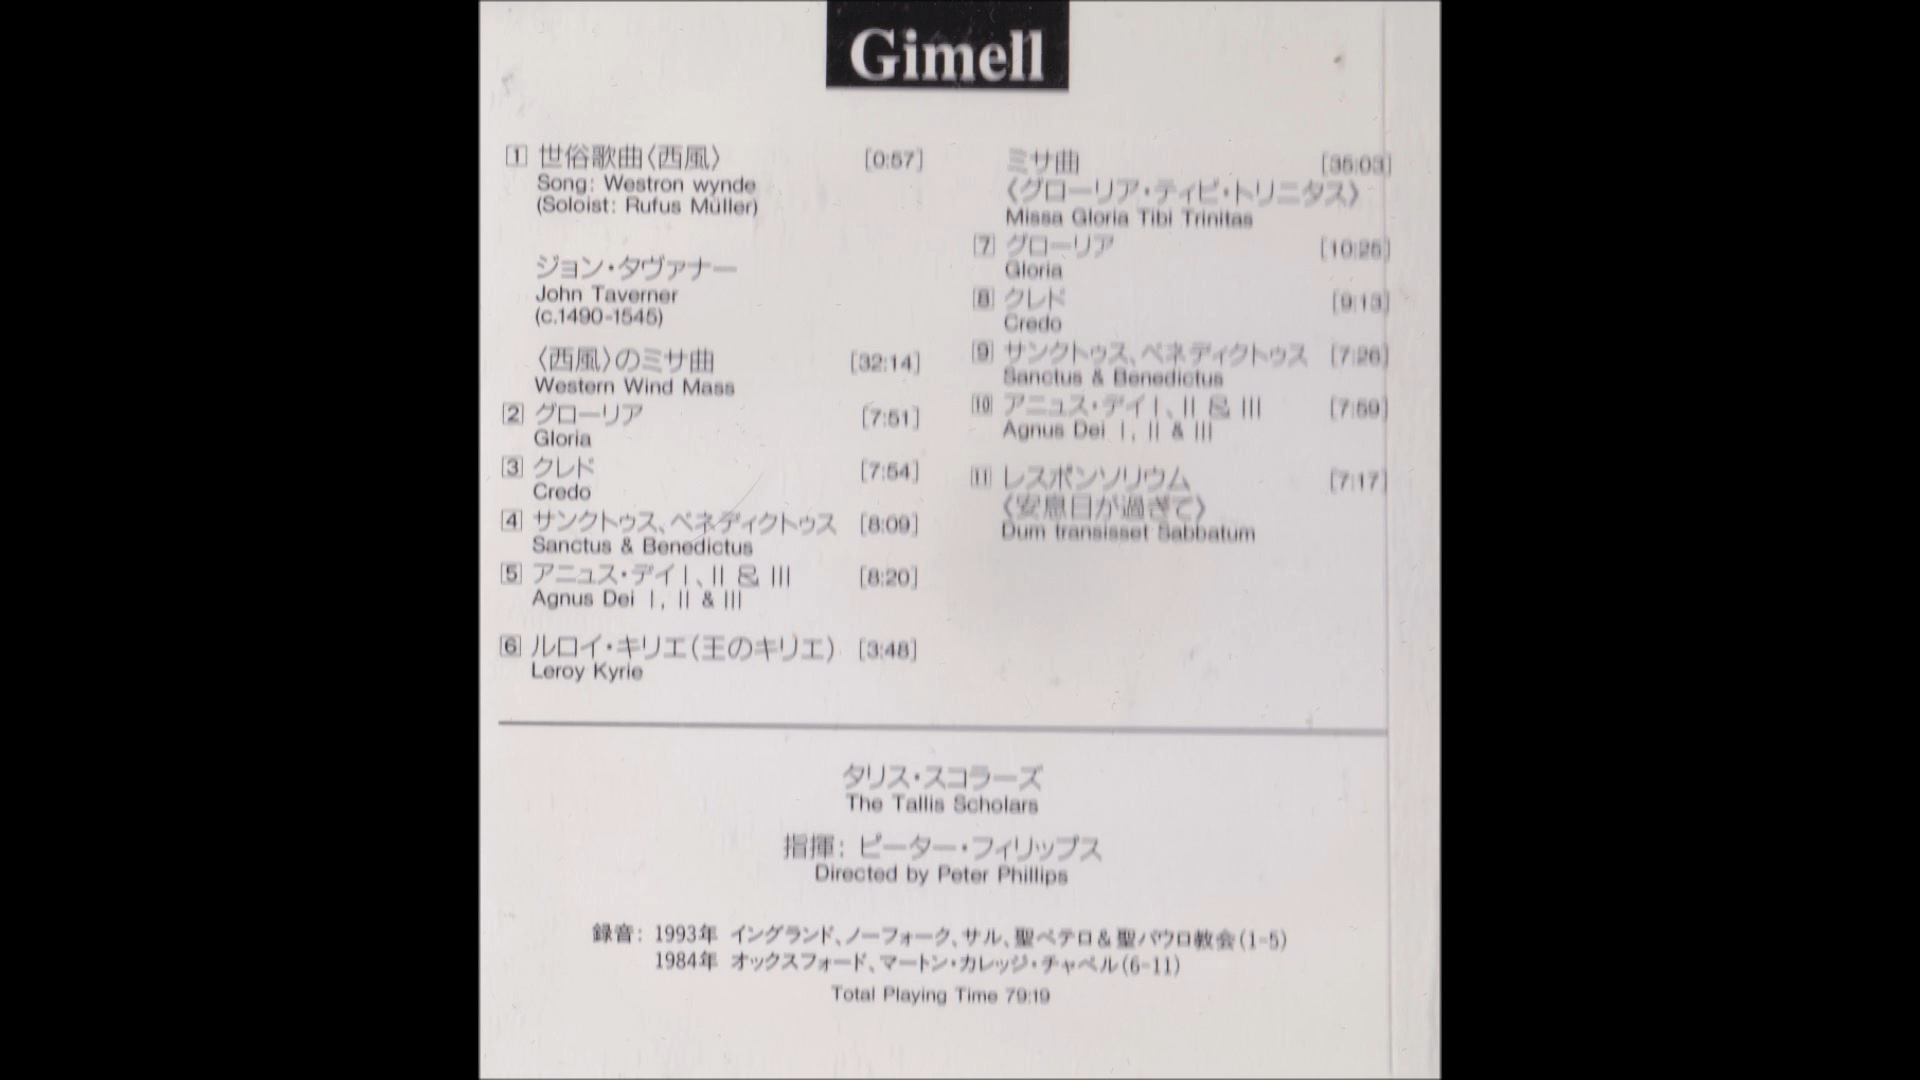 Gimell
1 世俗歌曲〈西風〉 [0:57]
Song: Westron wynde
(Soloist: Rufus Müller)
ジョン・タヴァナー
John Taverner
(c.1490-1545)
〈西風〉のミサ曲 [32:14]
Western Wind Mass
2 グローリア [7:51]
Gloria
3 クレド [7:54]
Credo
4 サンクトゥス、ベネディクトゥス [8:09]
Sanctus & Benedictus
5 アニュス・デイ I、II & III [8:20]
Agnus Dei I, II & III
6 ルロイ・キリエ(王のキリエ) [3:48]
Leroy Kyrie
ミサ曲 [35:03]
〈グローリア・ティビ・トリニタス〉
Missa Gloria Tibi Trinitas
7 グローリア [10:25]
Gloria
8 クレド [9:13]
Credo
9 サンクトゥス、ベネディクトゥス [7:26]
Sanctus & Benedictus
10 アニュス・デイ I、II & III [7:59]
Agnus Dei I, II & III
11 レスポンソリウム [7:17]
〈安息日が過ぎて〉
Dum transisset Sabbatum
タリス・スコラーズ
The Tallis Scholars
指揮: ピーター・フィリップス
Directed by Peter Phillips
録音: 1993年 イングランド、ノーフォーク、サル、聖ペテロ&聖パウロ教会(1-5)
1984年 オックスフォード、マートン・カレッジ・チャペル(6-11)
Total Playing Time 79:19